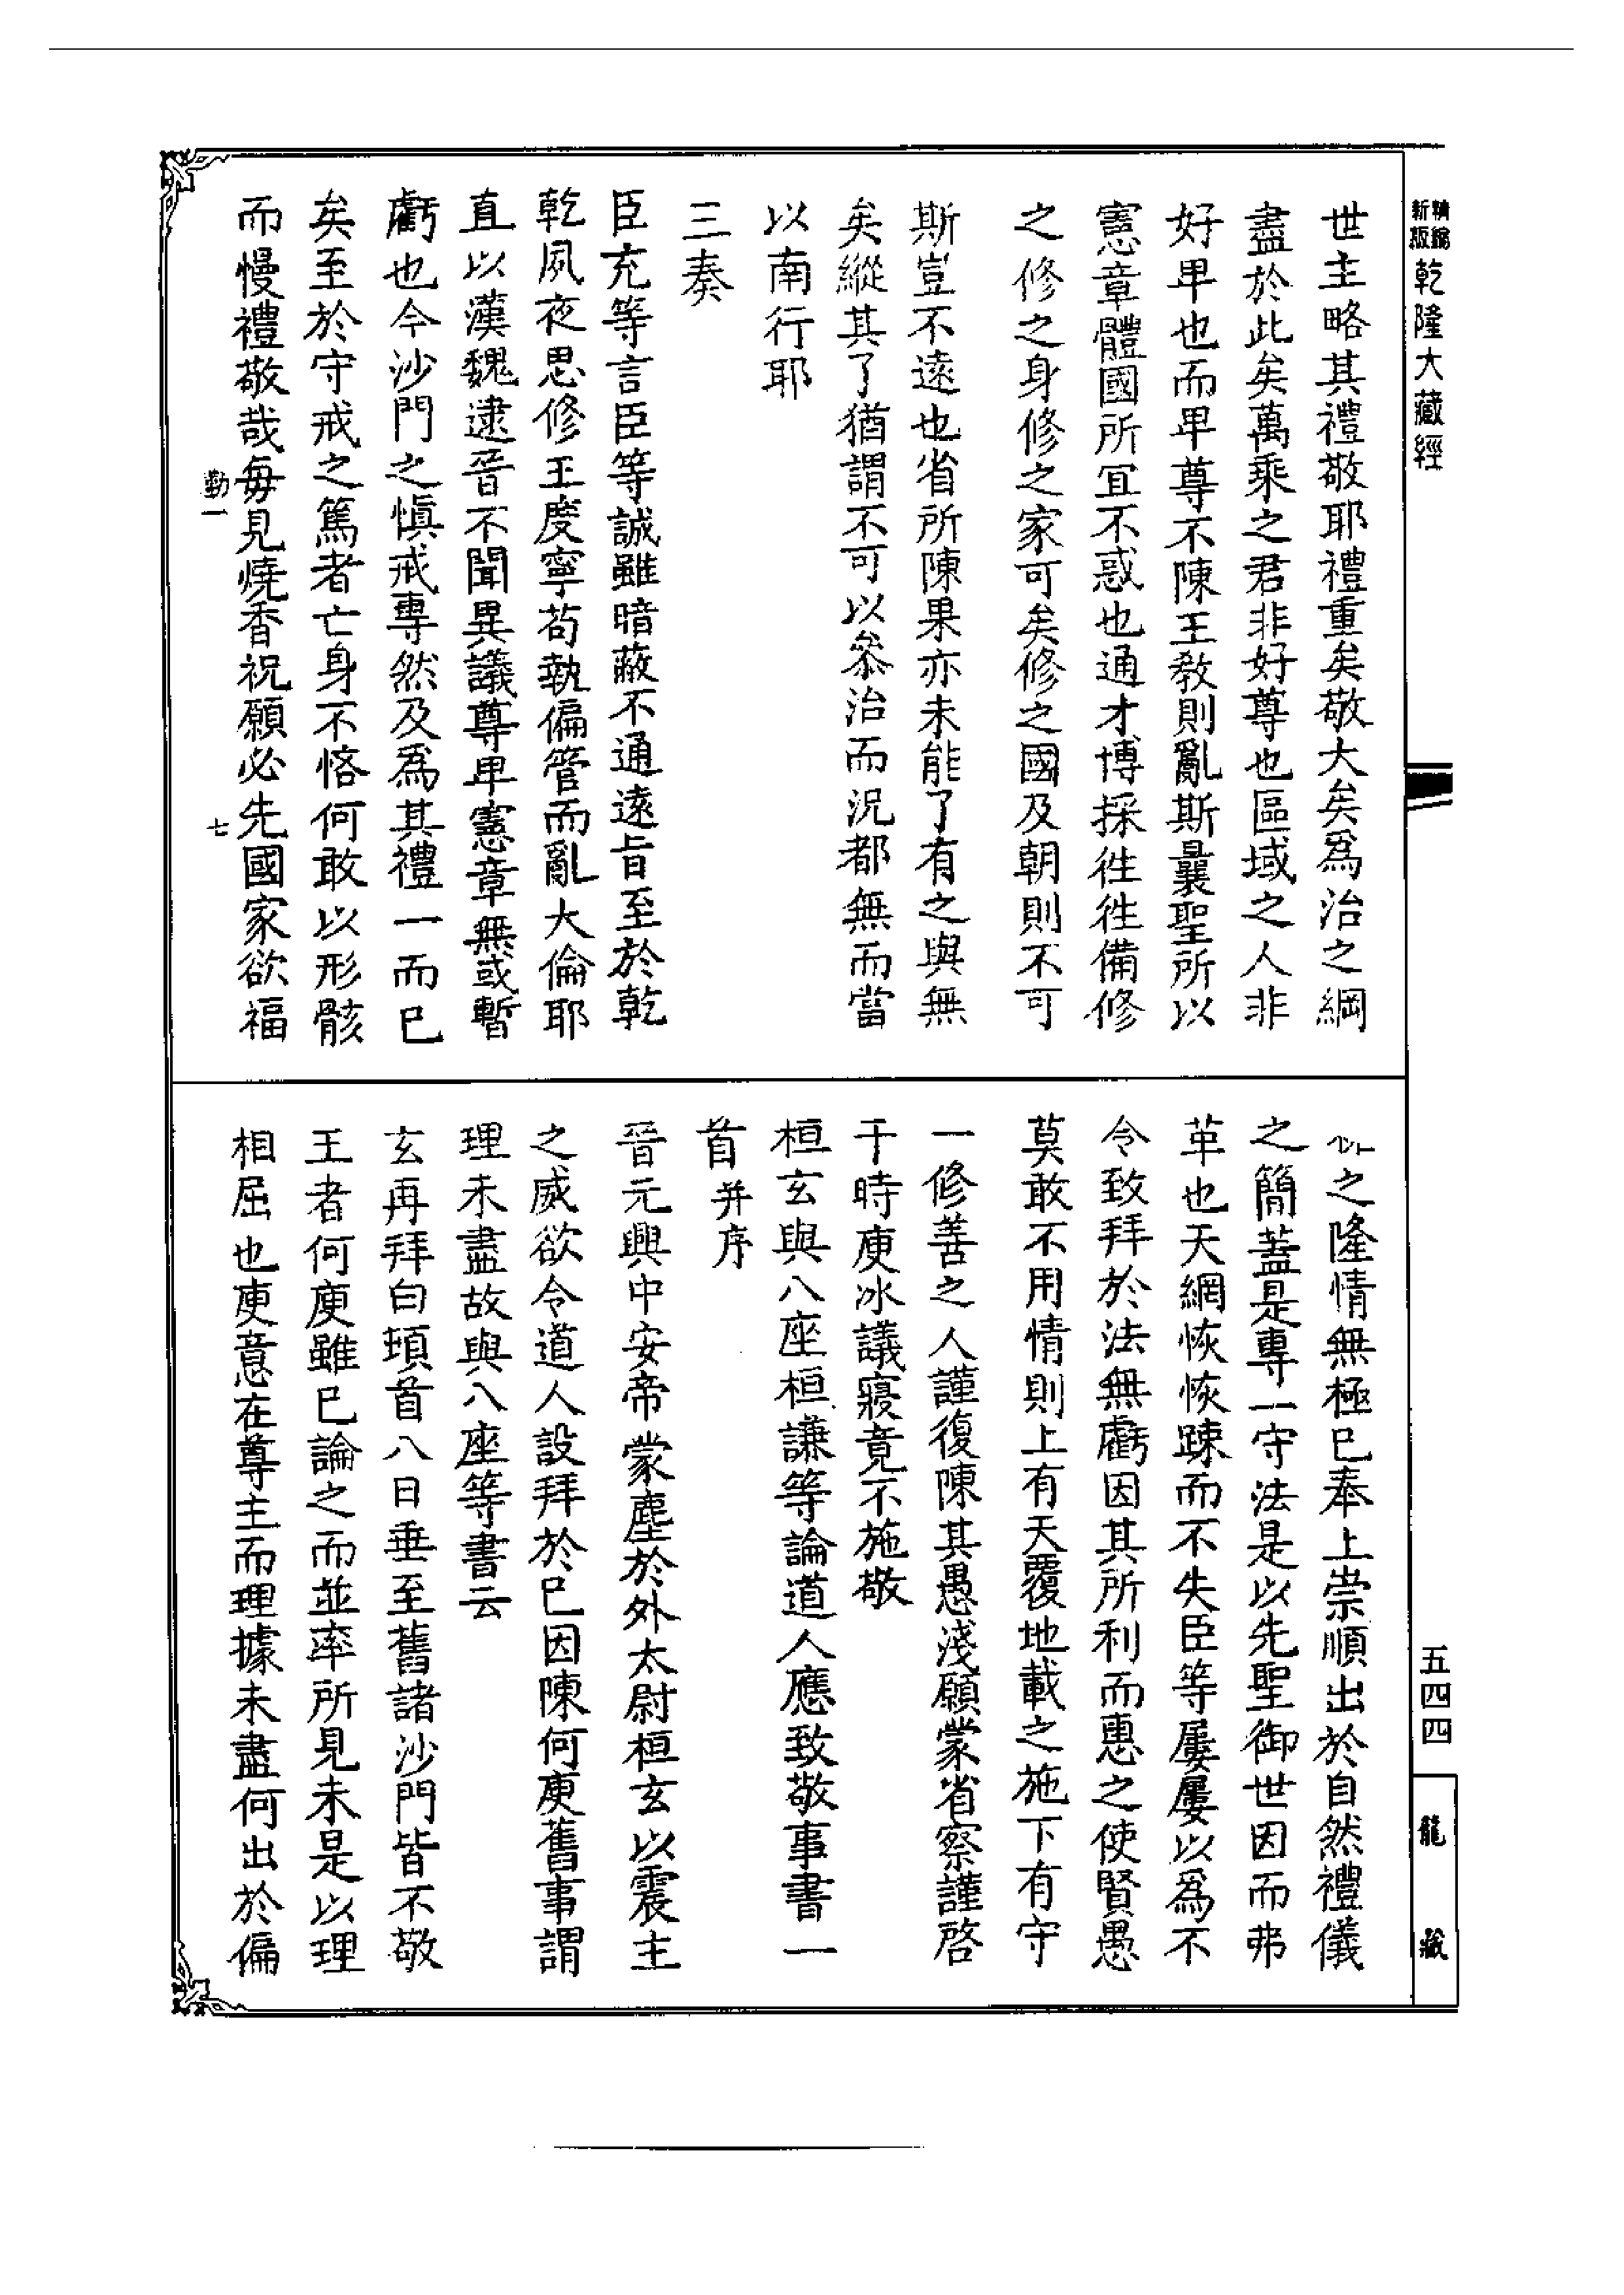 精編新版
乾隆大藏經
世主略其禮敬耶禮重矣敬大矣爲治之綱
盡於此矣萬乘之君非好尊也區域之人非
好卑也而卑尊不陳王教則亂斯曩聖所以
憲章體國所宜不惑也通才博採徃徃備修
之修之身修之家可矣修之國及朝則不可
斯豈不遠也省所陳果亦未能了有之與無
矣縱其了猶謂不可以叅治而況都無而當
以南行耶
三奏
臣充等言臣等誠雖暗蔽不通遠旨至於乾
乾夙夜思修王度寧苟執偏管而亂大倫耶
直以漢魏逮晉不聞異議尊卑憲章無或暫
虧也今沙門之愼戒專然及爲其禮一而已
矣至於守戒之篤者亡身不悋何敢以形骸
而慢禮敬哉每見燒香祝願必先國家欲福
勤一
七
之隆情無極巳奉上崇順出於自然禮儀
之簡蓋是專一守法是以先聖御世因而弗
革也天網恢恢踈而不失臣等屢屢以爲不
令致拜於法無虧因其所利而惠之使賢愚
莫敢不用情則上有天覆地載之施下有守
一修善之人謹復陳其愚淺願蒙省察謹啓
干時庾冰議寢竟不施敬
桓玄與八座桓謙等論道人應致敬事書一
首并序
晉元興中安帝蒙塵於外太尉桓玄以震主
之威欲令道人設拜於巳因陳何庾舊事謂
理未盡故與八座等書云
玄再拜白頊首八日垂至舊諸沙門皆不敬
王者何庾雖巳論之而並率所見未是以理
相屈也庾意在尊主而理據未盡何出於偏
五四四
龍藏